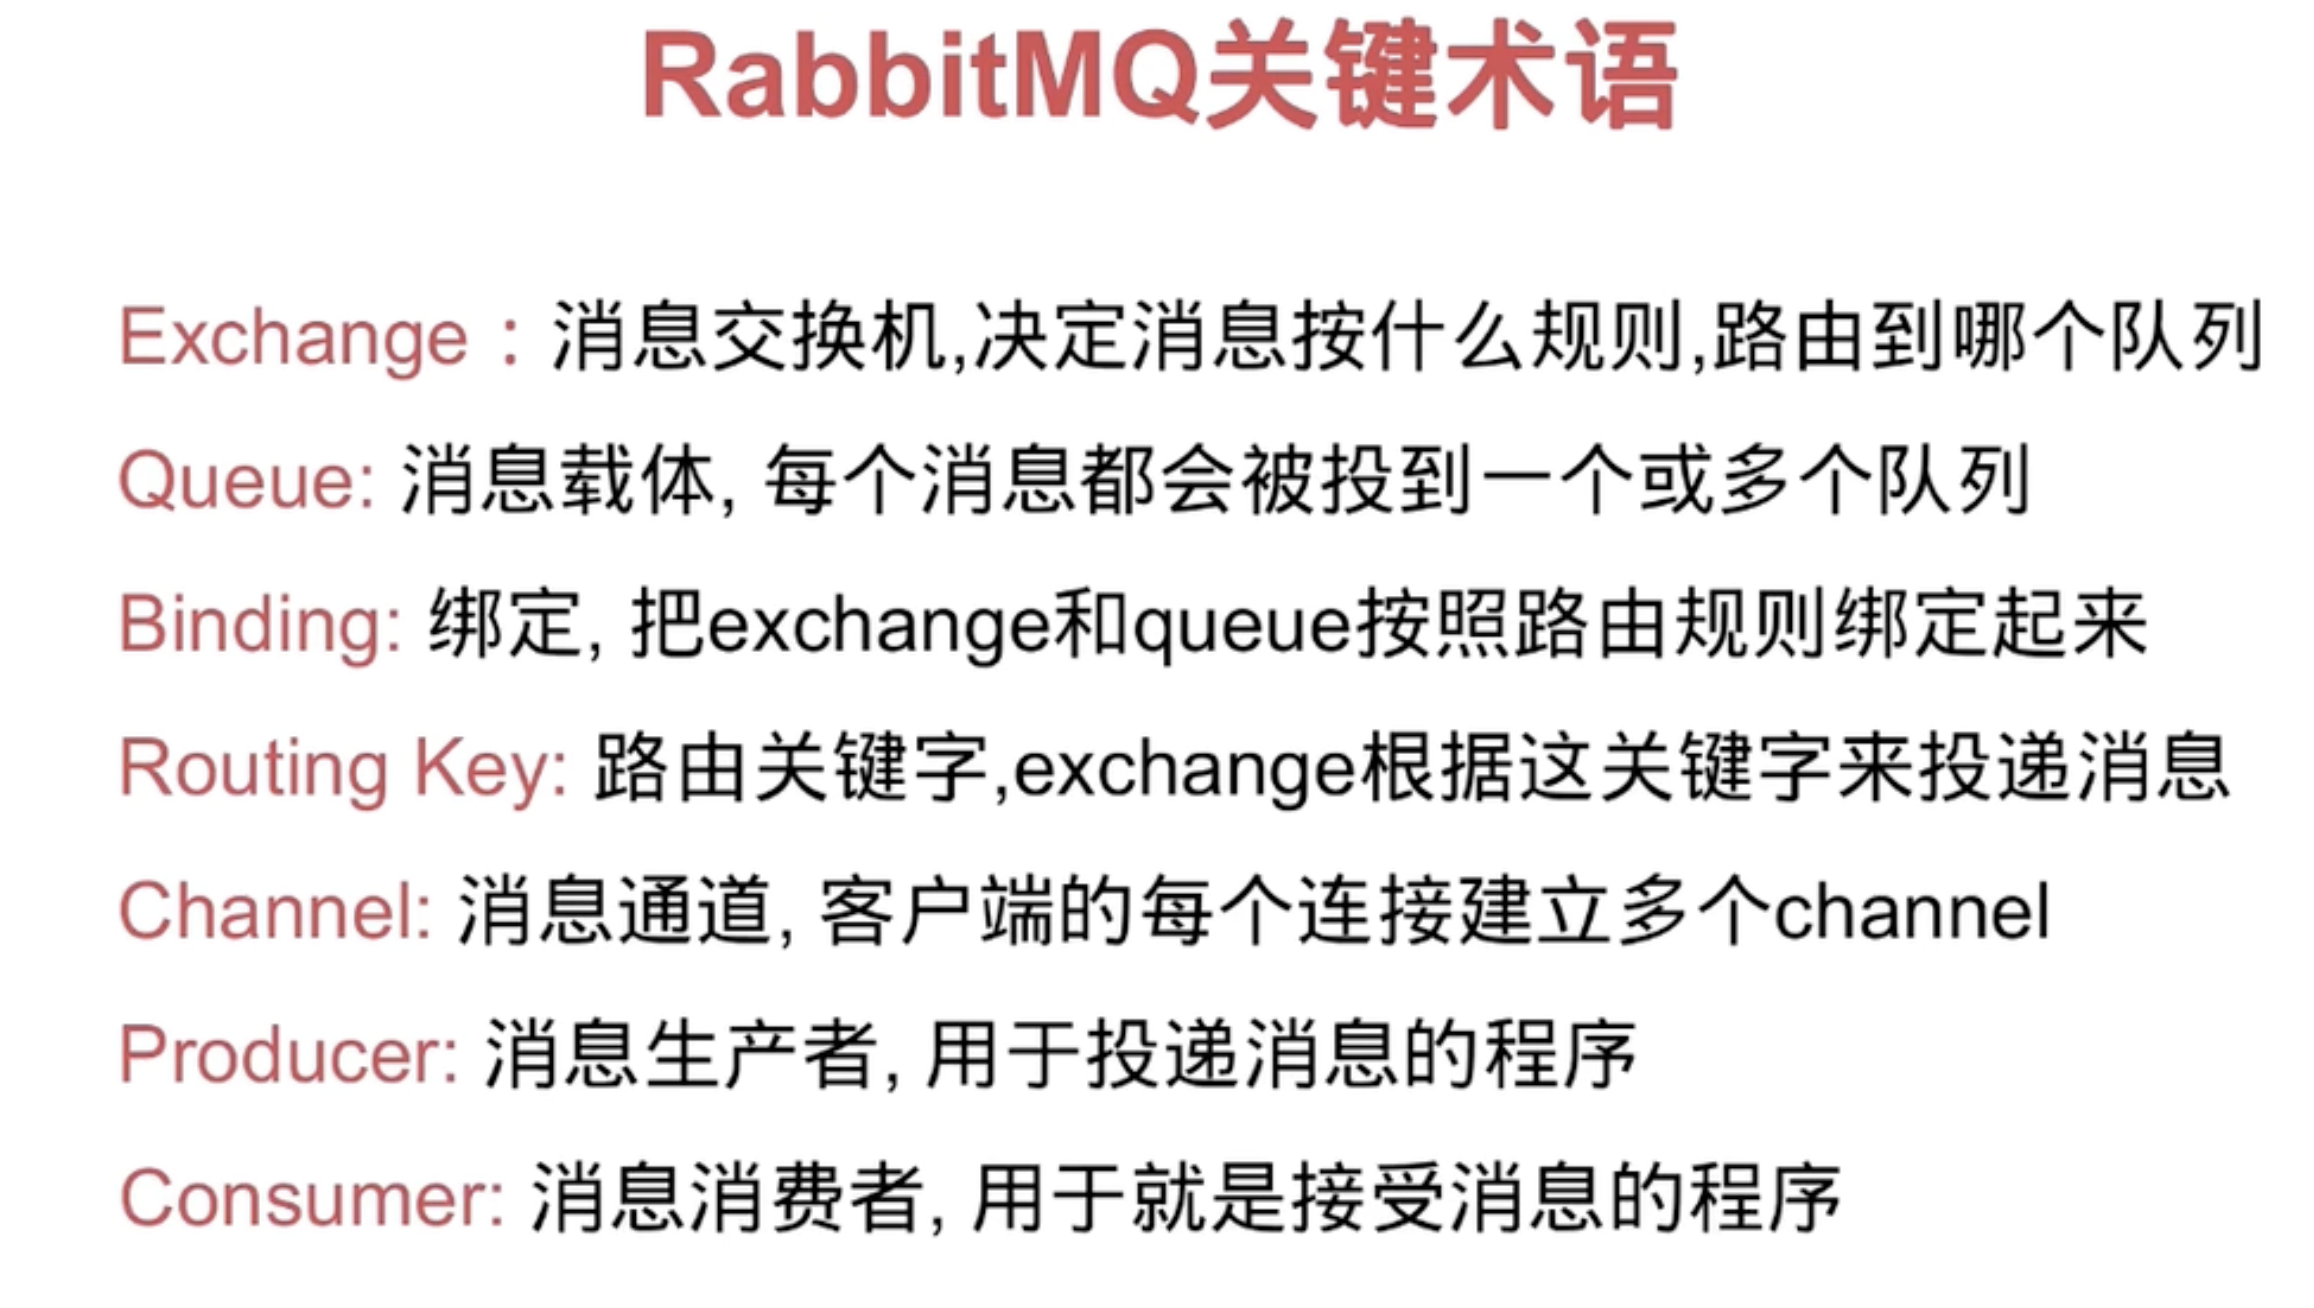 RabbitMQ关键术语
Exchange：消息交换机,决定消息按什么规则,路由到哪个队列
Queue: 消息载体, 每个消息都会被投到一个或多个队列
Binding: 绑定, 把exchange和queue按照路由规则绑定起来
Routing Key: 路由关键字,exchange根据这关键字来投递消息
Channel: 消息通道, 客户端的每个连接建立多个channel
Producer: 消息生产者, 用于投递消息的程序
Consumer: 消息消费者, 用于就是接受消息的程序